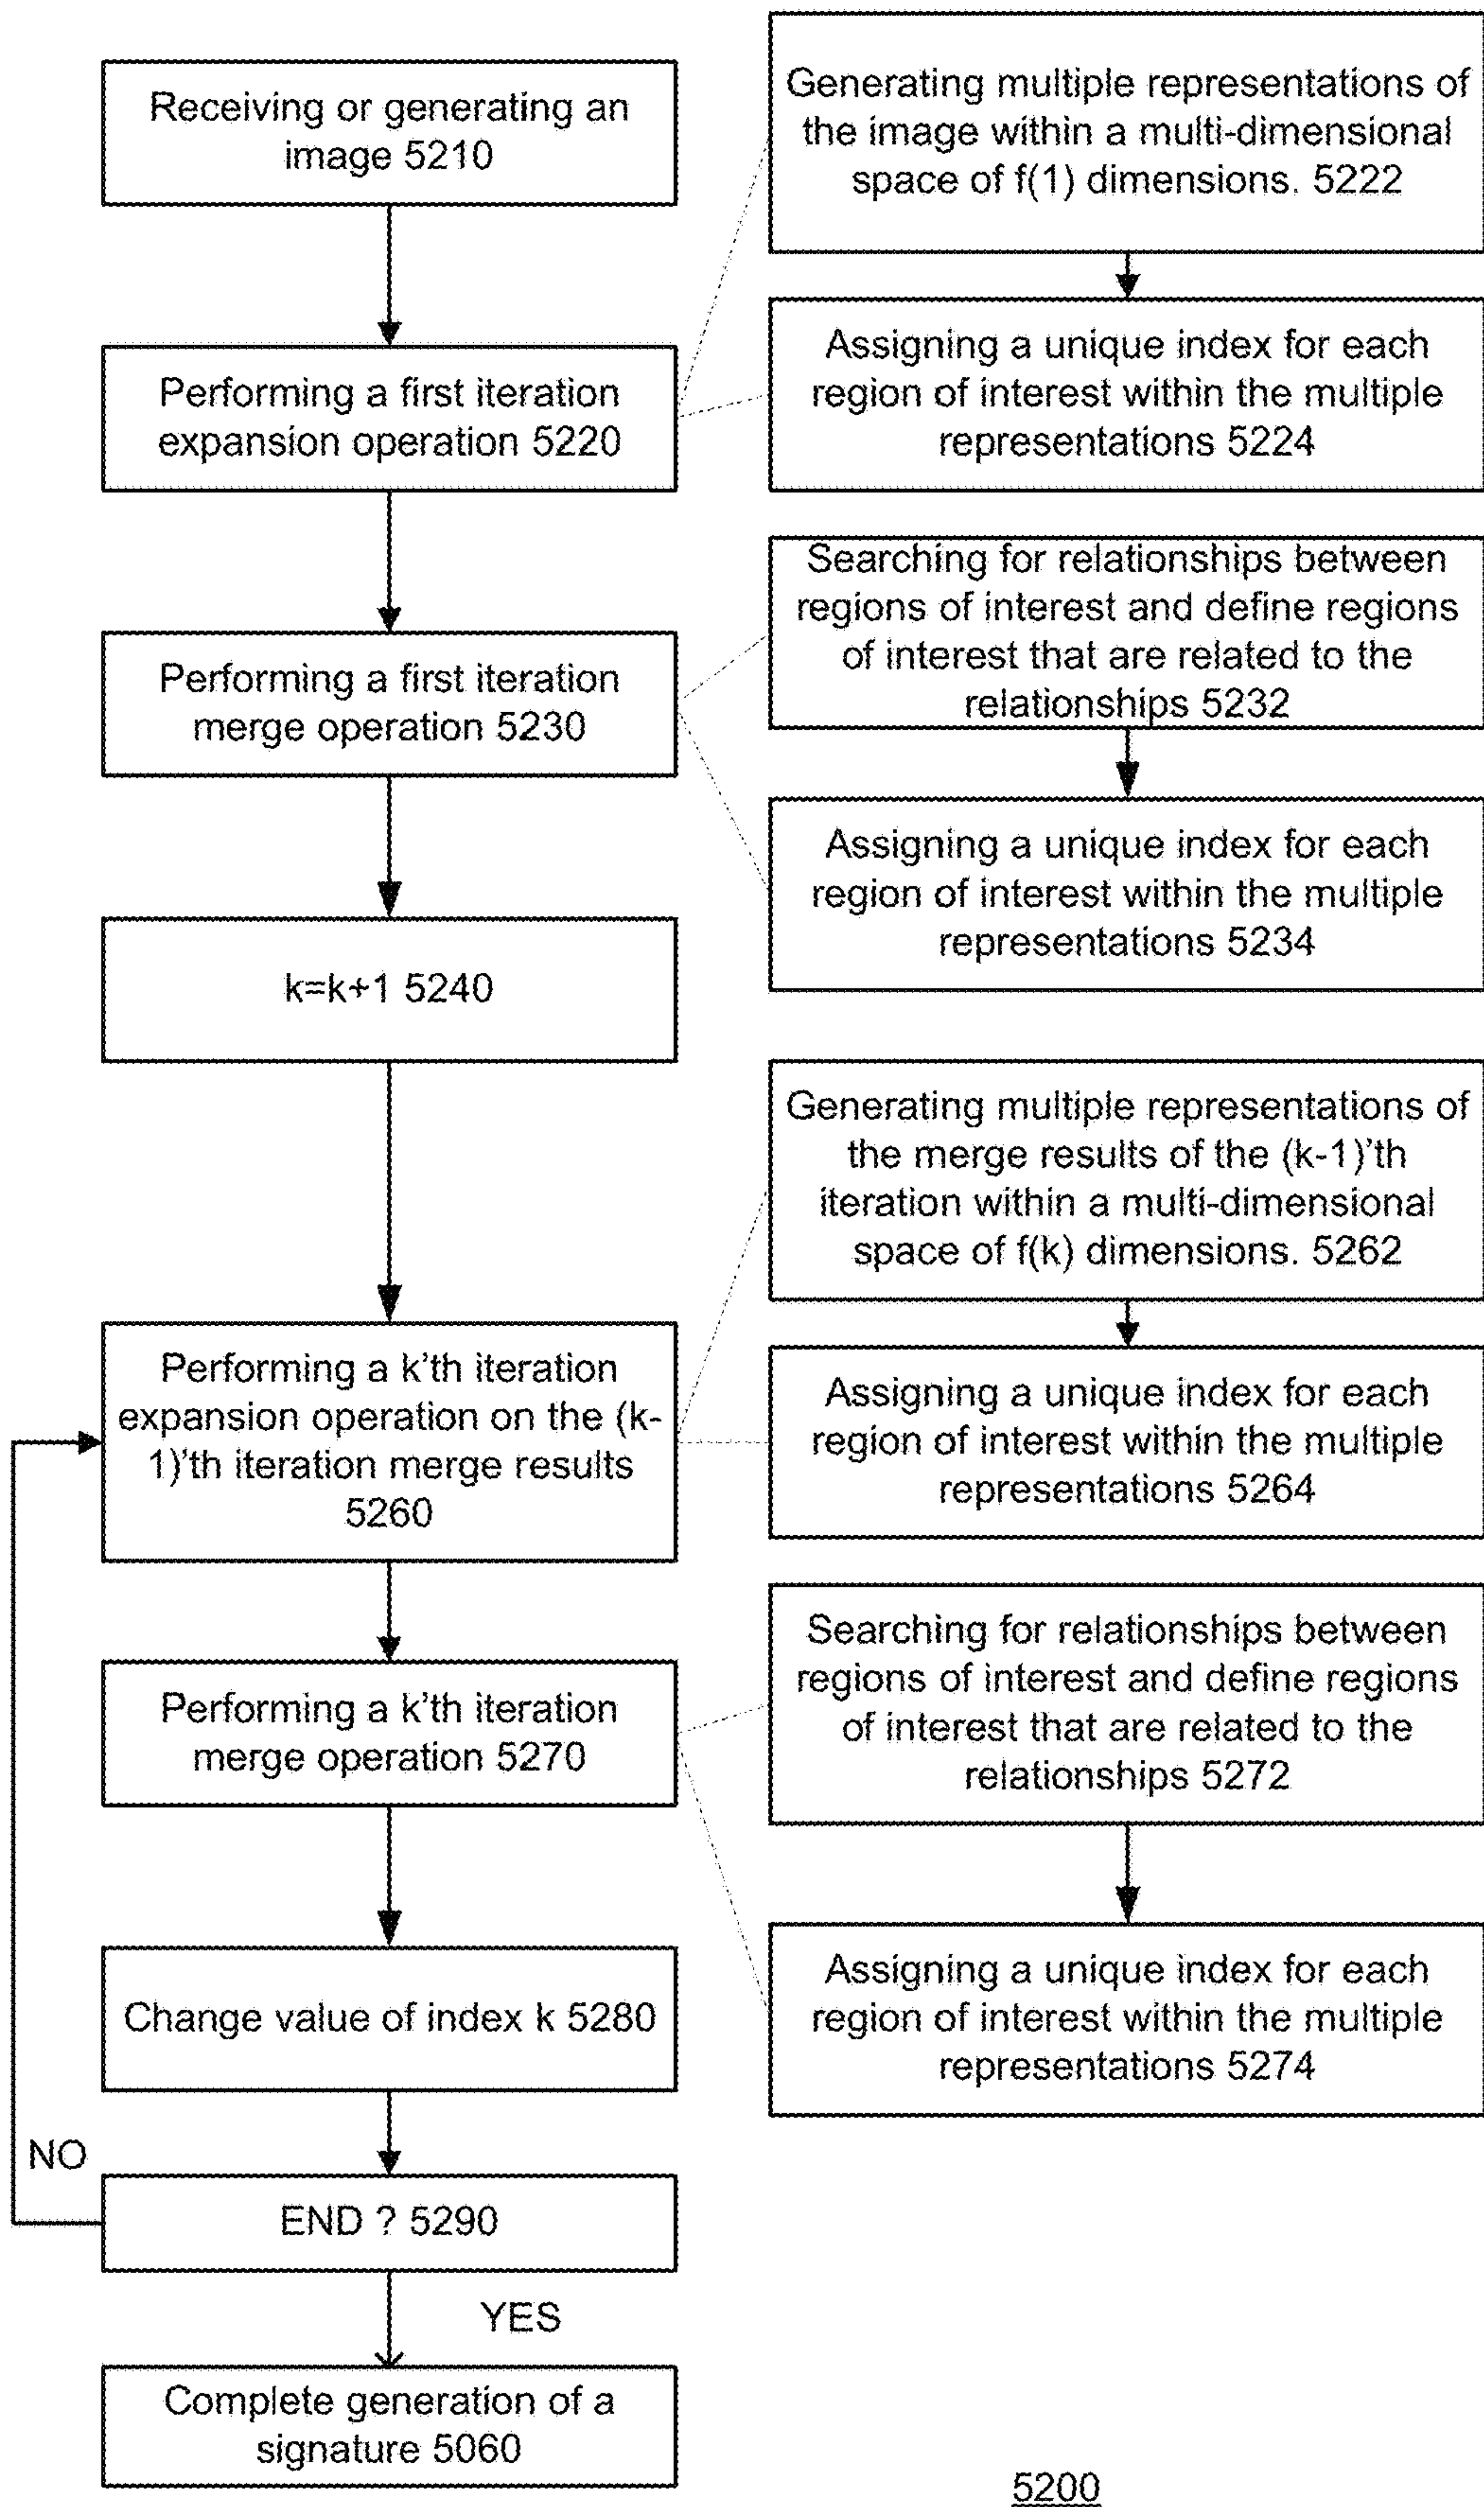 Receiving or generating an
image 5210
Generating multiple representations of
the image within a multi-dimensional
space of f(1) dimensions. 5222
Performing a first iteration
expansion operation 5220
Assigning a unique index for each
region of interest within the multiple
representations 5224
Performing a first iteration
merge operation 5230
Searching for relationships between
regions of interest and define regions
of interest that are related to the
relationships 5232
Assigning a unique index for each
region of interest within the multiple
representations 5234
k=k+1 5240
Performing a k'th iteration
expansion operation on the (k-
1)'th iteration merge results
5260
Generating multiple representations of
the merge results of the (k-1)'th
iteration within a multi-dimensional
space of f(k) dimensions. 5262
Assigning a unique index for each
region of interest within the multiple
representations 5264
Performing a k'th iteration
merge operation 5270
Searching for relationships between
regions of interest and define regions
of interest that are related to the
relationships 5272
Assigning a unique index for each
region of interest within the multiple
representations 5274
Change value of index k 5280
NO
END ? 5290
YES
Complete generation of a
signature 5060
5200